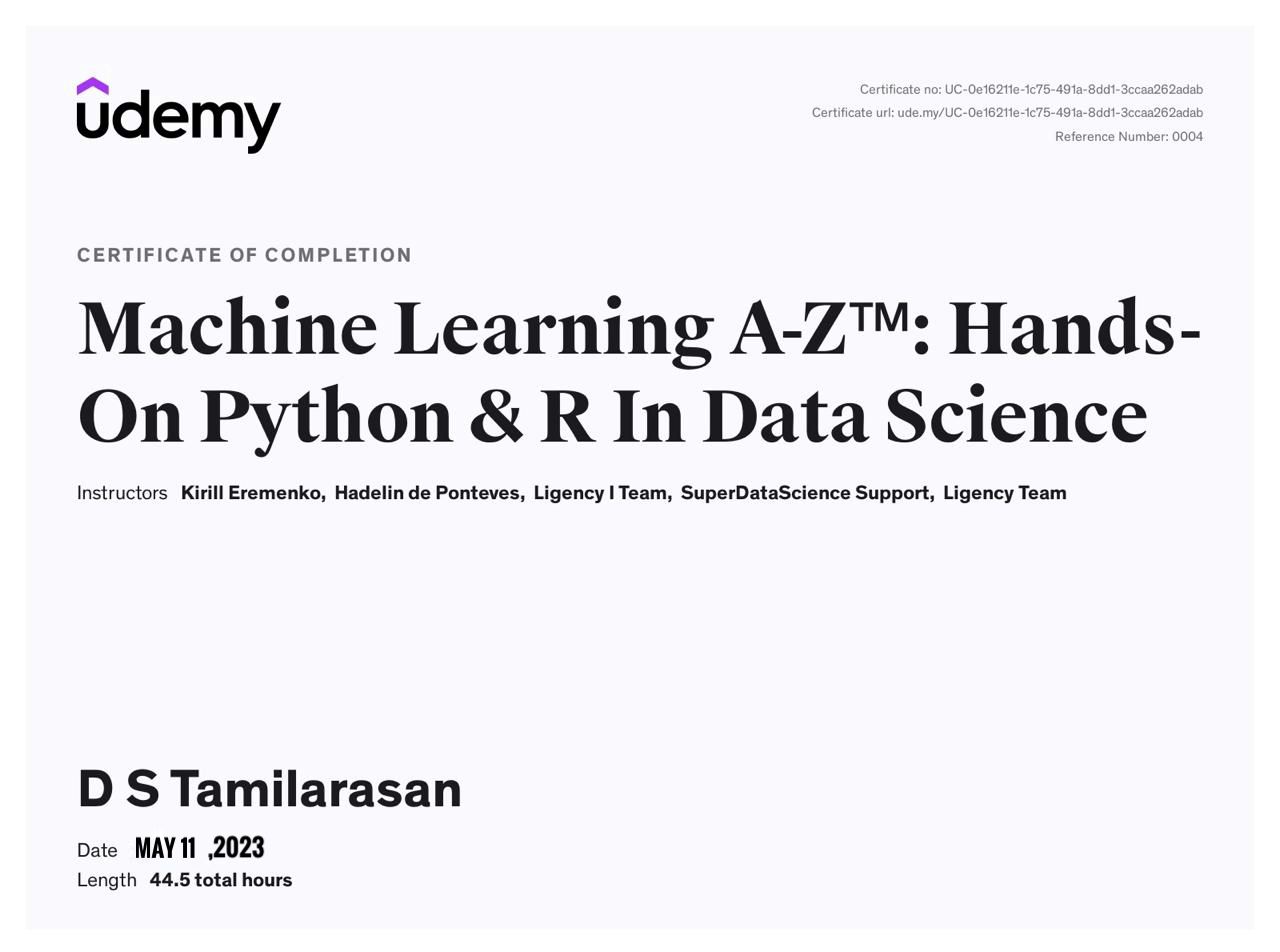 udemy
Certificate no: UC-0e16211e-1c75-491a-8dd1-3ccaa262adab
Certificate url: ude.my/UC-0e16211e-1c75-491a-8dd1-3ccaa262adab
Reference Number: 0004
CERTIFICATE OF COMPLETION
Machine Learning A-Z™: Hands-
On Python & R In Data Science
Instructors Kirill Eremenko, Hadelin de Ponteves, Ligency I Team, SuperDataScience Support, Ligency Team
D S Tamilarasan
Date MAY 11 ,2023
Length 44.5 total hours